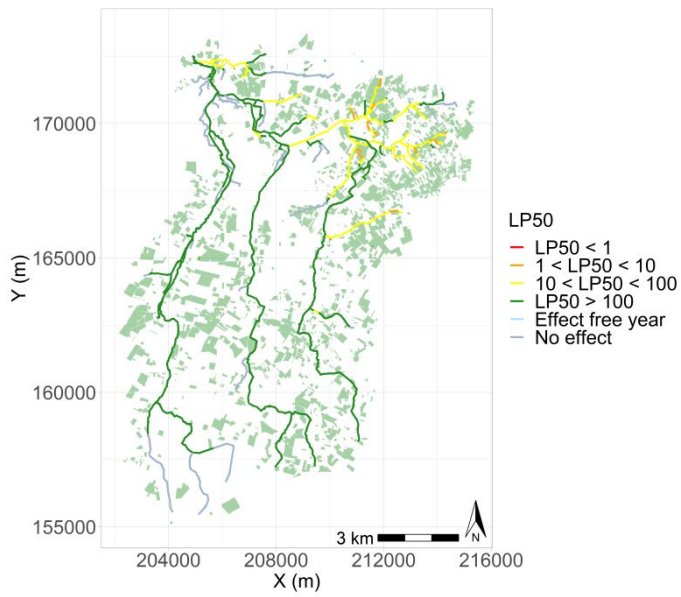 170000
165000
160000
155000
Y (m)
LP50
LP50 < 1
1 < LP50 < 10
10 < LP50 < 100
LP50 > 100
Effect free year
No effect
3 km
N
204000 208000 212000 216000
X (m)